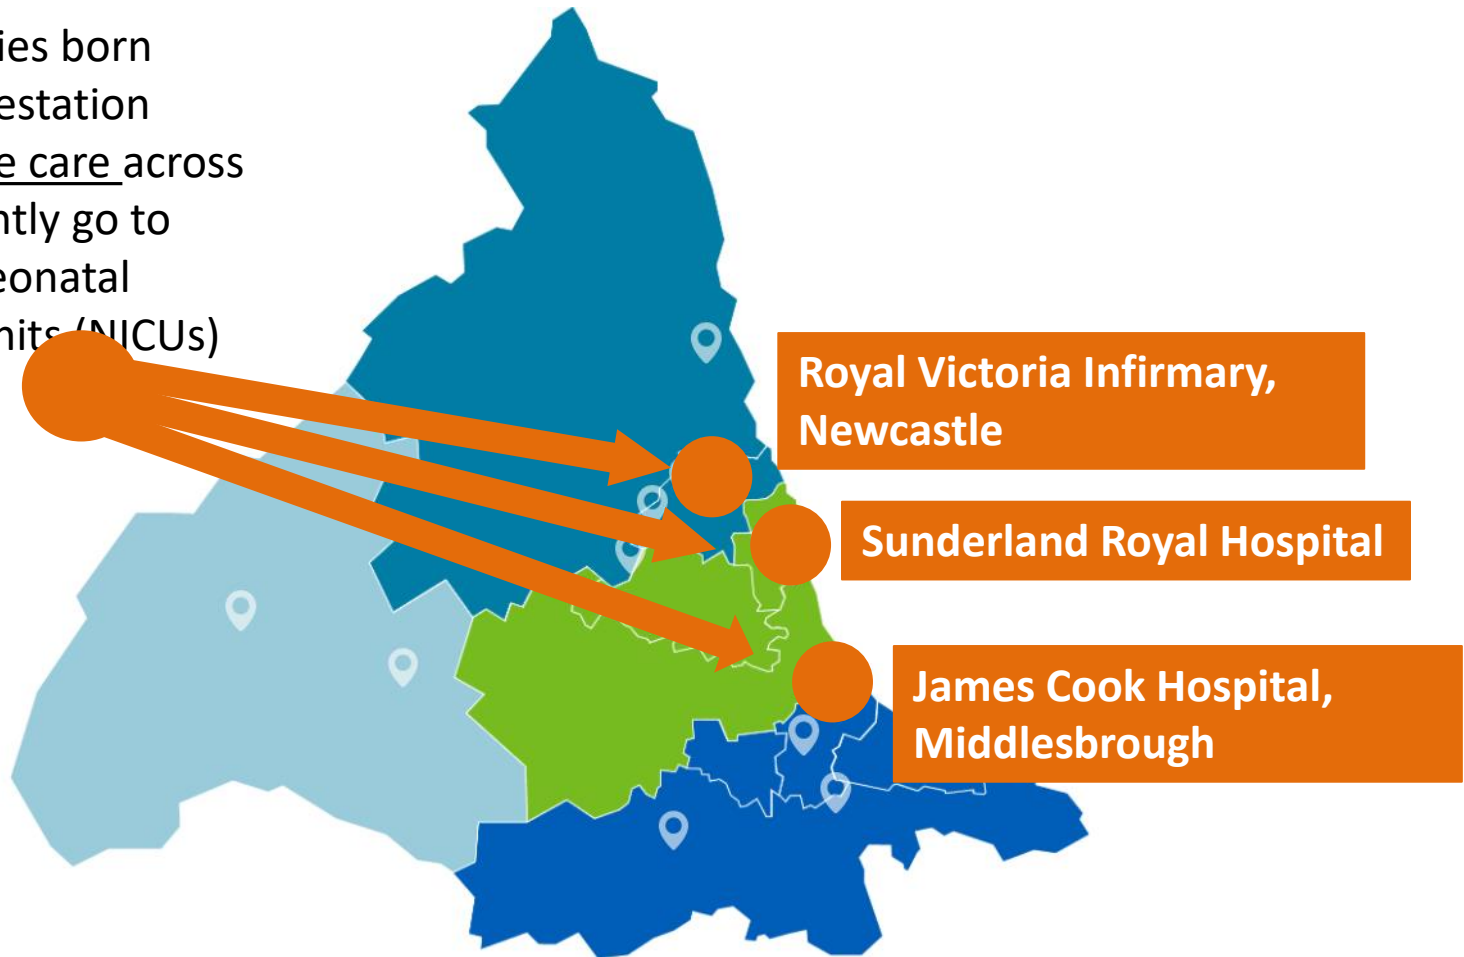 ies born
estation
e care across
ntly go to
eonatal
nits (NICUs)
Royal Victoria Infirmary,
Newcastle
Sunderland Royal Hospital
James Cook Hospital,
Middlesbrough